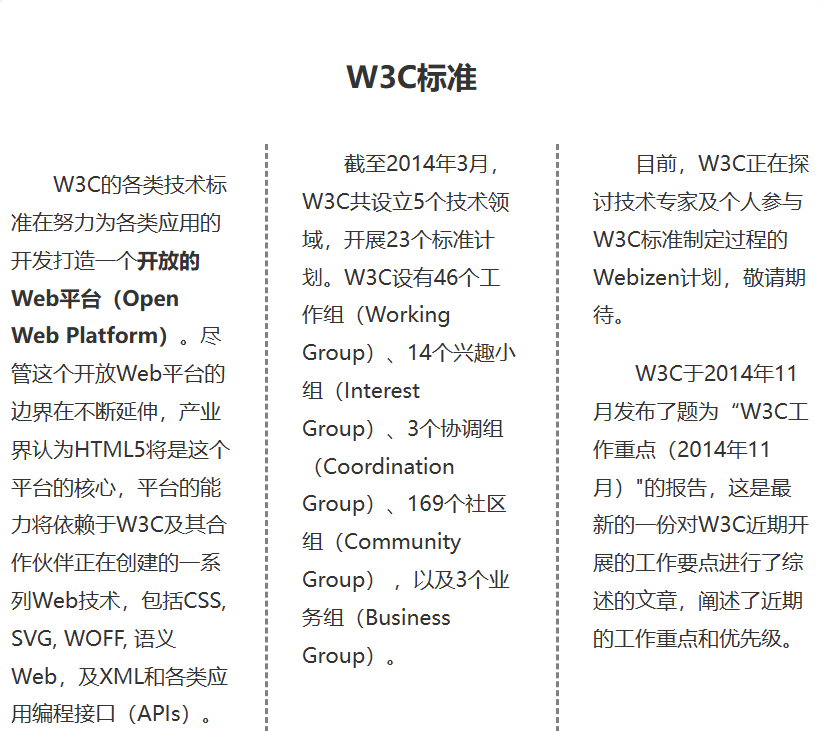 W3C标准
W3C的各类技术标
准在努力为各类应用的
开发打造一个开放的
Web平台（Open
Web Platform）。尽
管这个开放Web平台的
边界在不断延伸，产业
界认为HTML5将是这个
平台的核心，平台的能
力将依赖于W3C及其合
作伙伴正在创建的一系
列Web技术，包括CSS,
SVG, WOFF, 语义
Web，及XML和各类应
用编程接口（APIs）。
截至2014年3月，
W3C共设立5个技术领
域，开展23个标准计
划。W3C设有46个工
作组（Working
Group）、14个兴趣小
组（Interest
Group）、3个协调组
（Coordination
Group）、169个社区
组（Community
Group） ，以及3个业
务组（Business
Group）。
目前，W3C正在探
讨技术专家及个人参与
W3C标准制定过程的
Webizen计划，敬请期
待。
W3C于2014年11
月发布了题为“W3C工
作重点（2014年11
月）"的报告，这是最
新的一份对W3C近期开
展的工作要点进行了综
述的文章，阐述了近期
的工作重点和优先级。